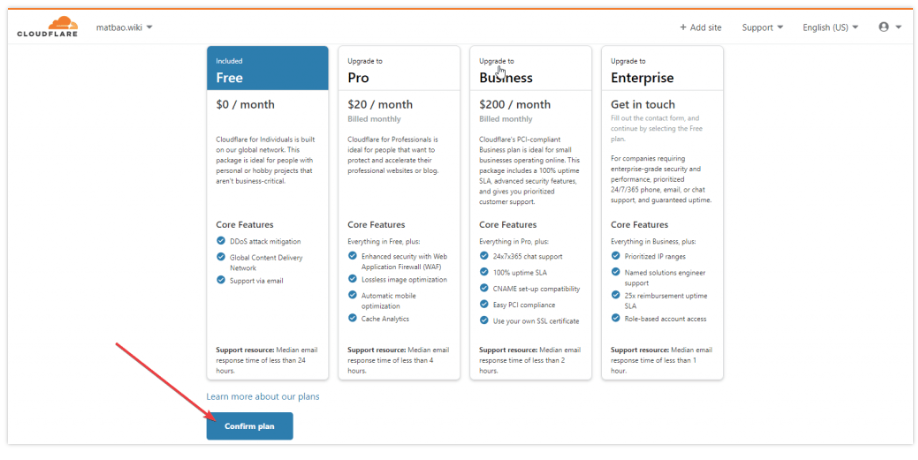 CLOUDFLARE
matbao.wiki
+ Add site
Support
English (US)
Included
Free
$0 / month
Cloudflare for Individuals is built
on our global network. This
package is ideal for people with
personal or hobby projects that
aren't business-critical.
Core Features
DDoS attack mitigation
Global Content Delivery
Network
Support via email
Support resource: Median email
response time of less than 24
hours.
Upgrade to
Pro
$20 / month
Billed monthly
Cloudflare for Professionals is
ideal for people that want to
protect and accelerate their
professional websites or blog.
Core Features
Everything in Free, plus:
Enhanced security with Web
Application Firewall (WAF)
Lossless image optimization
Automatic mobile
optimization
Cache Analytics
Support resource: Median email
response time of less than 4
hours.
Upgrade to
Business
$200 / month
Billed monthly
Cloudflare's PCI-compliant
Business plan is ideal for small
businesses operating online. This
package includes a 100% uptime
SLA, advanced security features,
and gives you prioritized
customer support.
Core Features
Everything in Pro, plus:
24x7x365 chat support
100% uptime SLA
CNAME set-up compatibility
Easy PCI compliance
Use your own SSL certificate
Support resource: Median email
response time of less than 2
hours.
Upgrade to
Enterprise
Get in touch
Fill out the contact form, and
continue by selecting the Free
plan.
For companies requiring
enterprise-grade security and
performance, prioritized
24/7/365 phone, email, or chat
support, and guaranteed uptime.
Core Features
Everything in Business, plus:
Prioritized IP ranges
Named solutions engineer
support
25x reimbursement uptime
SLA
Role-based account access
Support resource: Median email
response time of less than 1
hour.
Learn more about our plans
Confirm plan